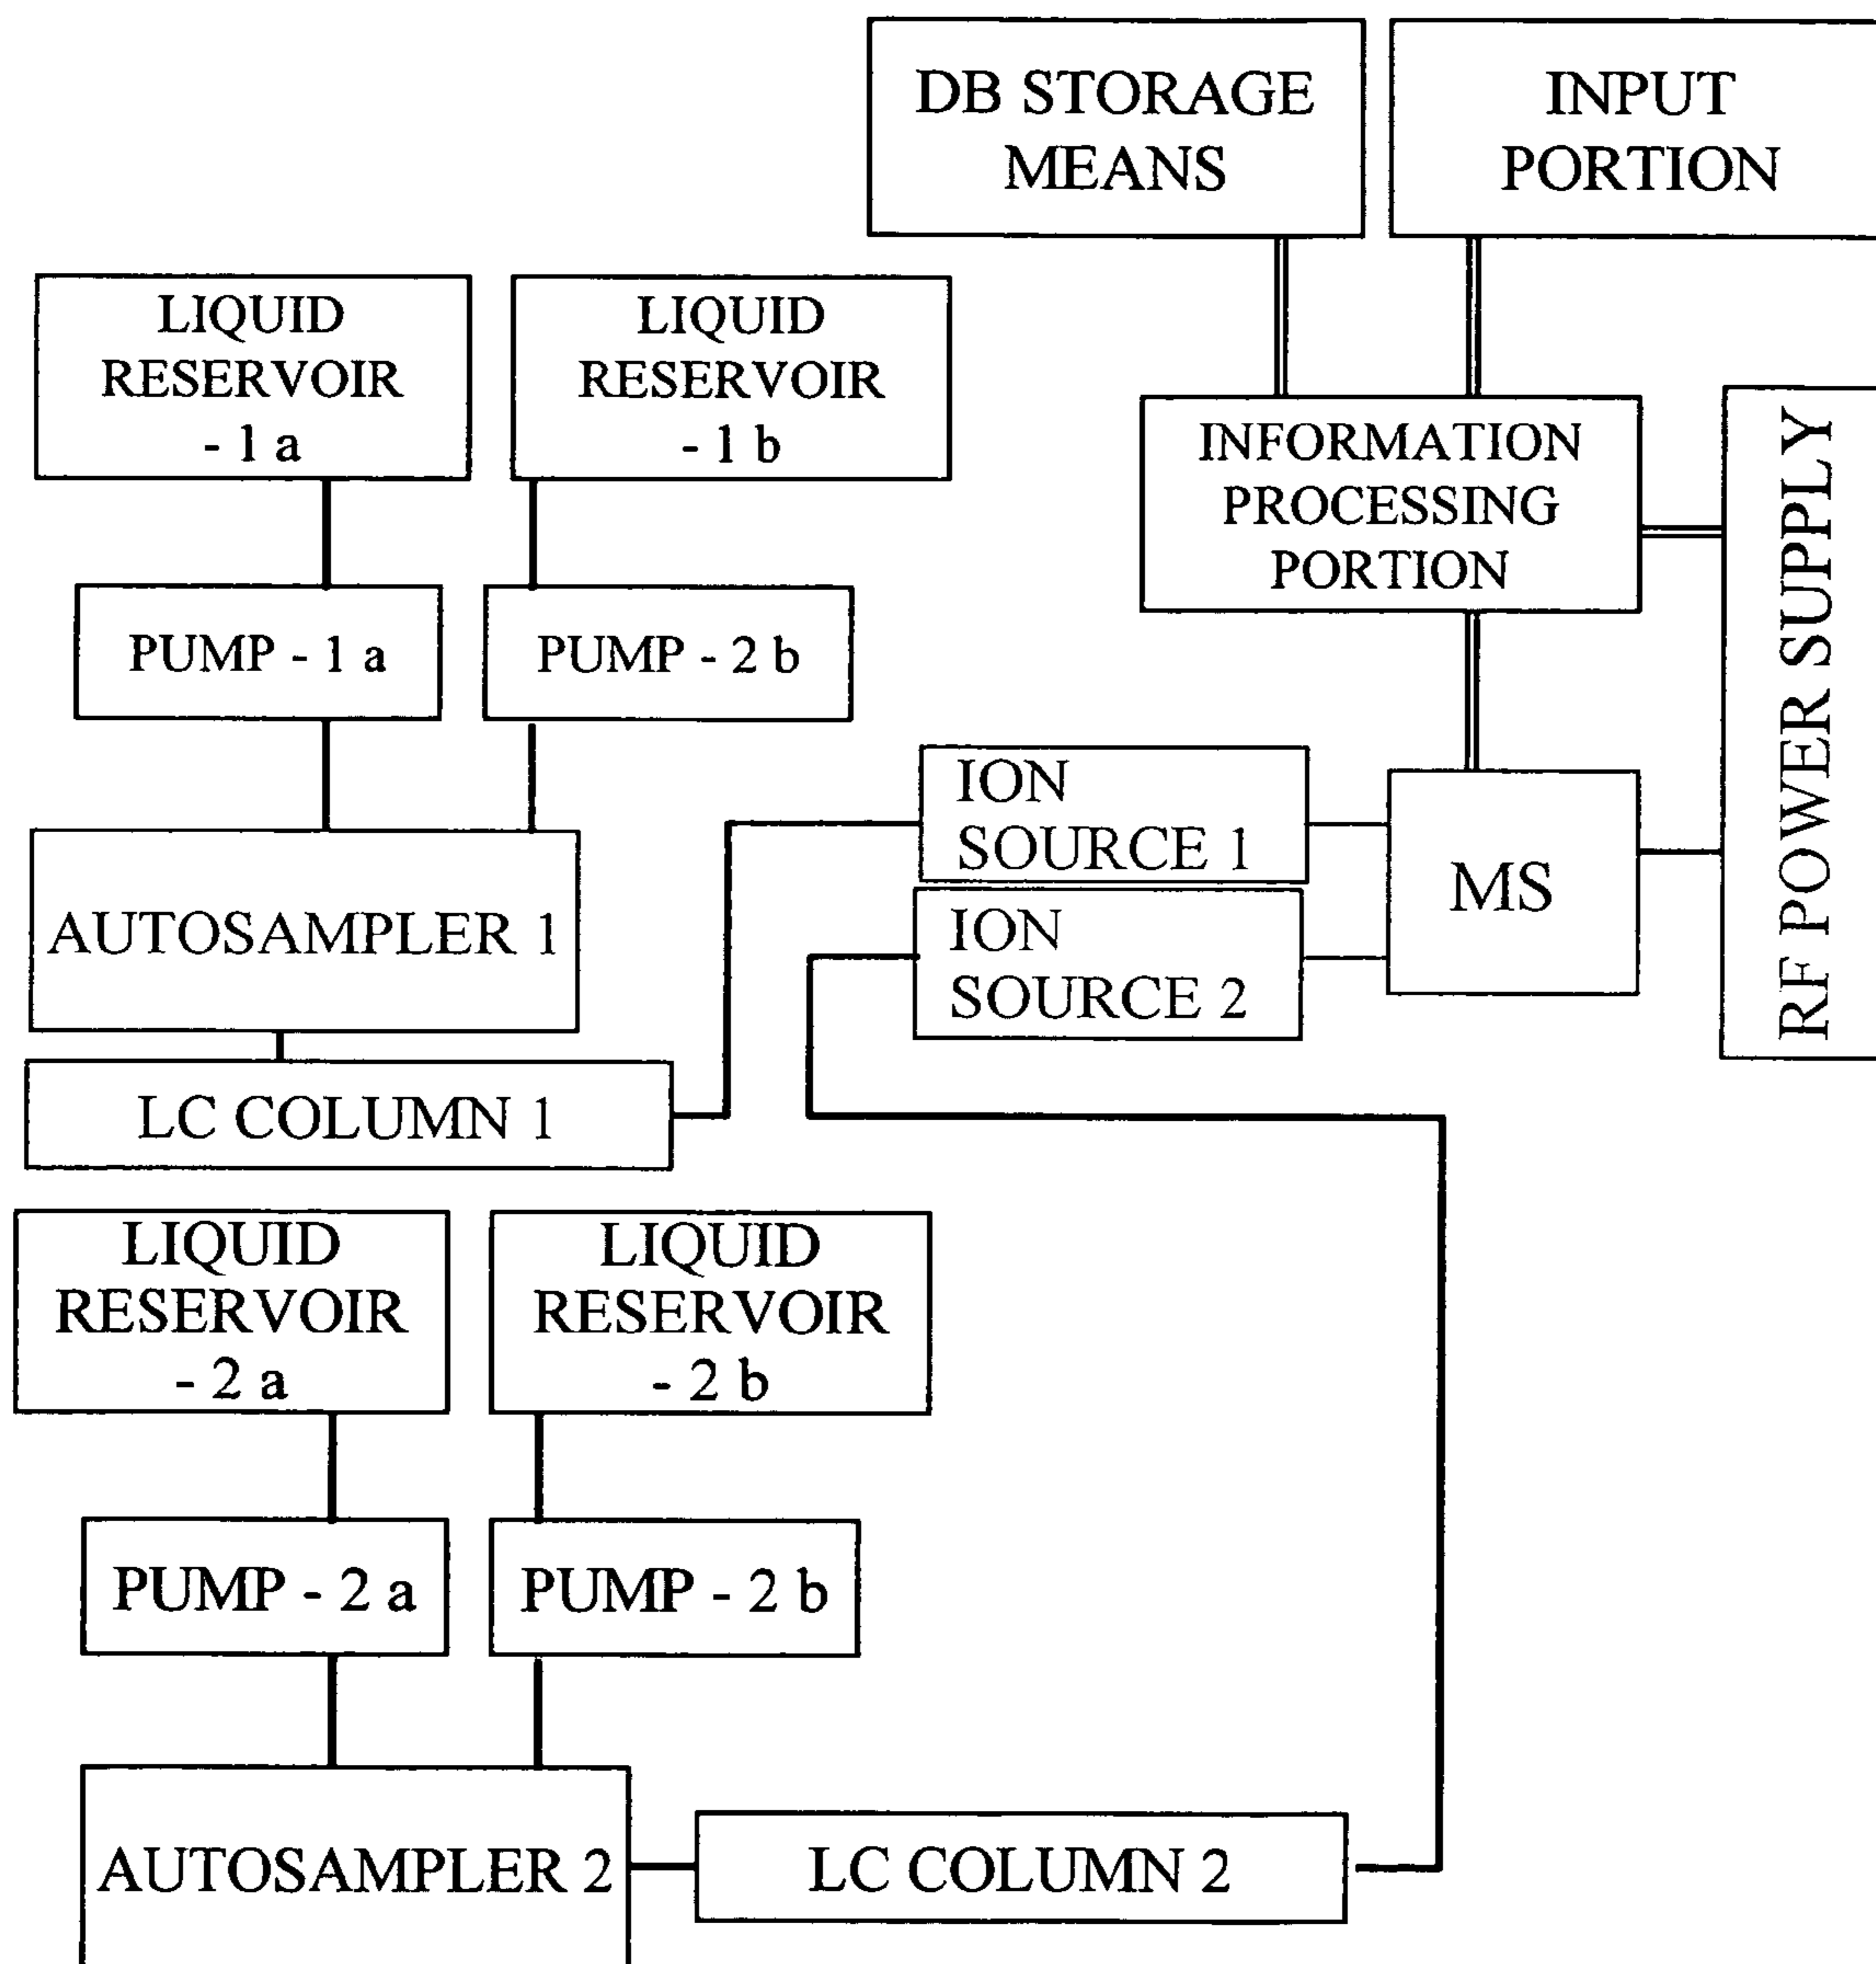 DB STORAGE
MEANS
INPUT
PORTION
LIQUID
RESERVOIR
- 1 a
LIQUID
RESERVOIR
- 1 b
INFORMATION
PROCESSING
PORTION
RF POWER SUPPLY
PUMP - 1 a
PUMP - 2 b
ION
SOURCE 1
ION
SOURCE 2
MS
AUTOSAMPLER 1
LC COLUMN 1
LIQUID
RESERVOIR
- 2 a
LIQUID
RESERVOIR
- 2 b
PUMP - 2 a
PUMP - 2 b
AUTOSAMPLER 2
LC COLUMN 2